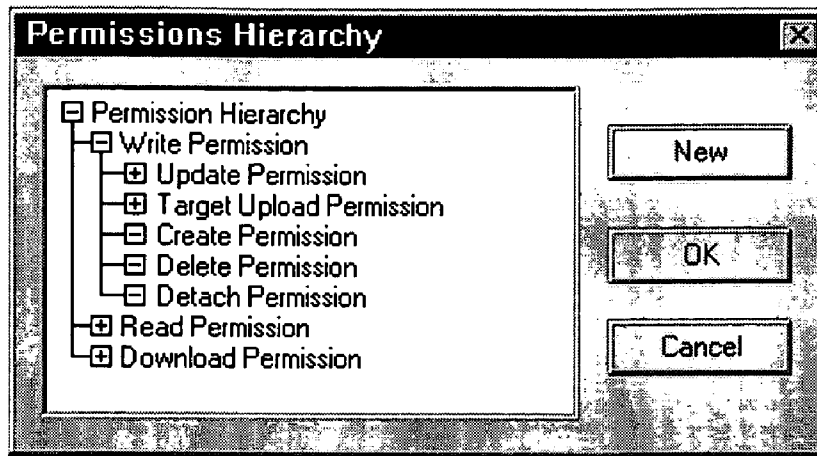 Permissions Hierarchy
Permission Hierarchy
Write Permission
Update Permission
Target Upload Permission
Create Permission
Delete Permission
Detach Permission
Read Permission
Download Permission
New
OK
Cancel